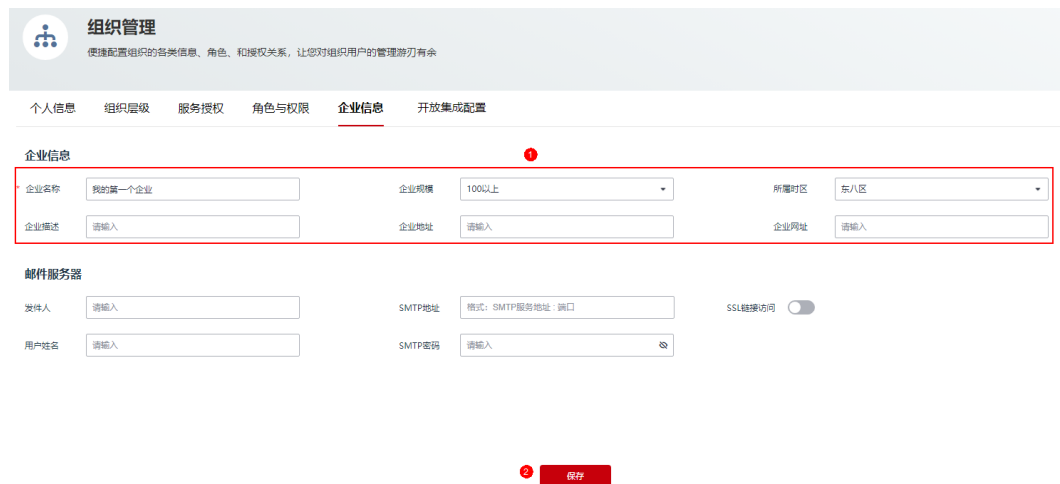 组织管理
便捷配置组织的各类信息、角色、和授权关系，让您对组织用户的管理游刃有余
个人信息 组织层级 服务授权 角色与权限 企业信息 开放集成配置
企业信息
1
* 企业名称 我的第一个企业 企业规模 100以上 所属时区 东八区
企业描述 请输入 企业地址 请输入 企业网址 请输入
邮件服务器
发件人 请输入 SMTP地址 格式：SMTP服务地址 : 端口 SSL链接访问
用户姓名 请输入 SMTP密码 请输入
2 保存